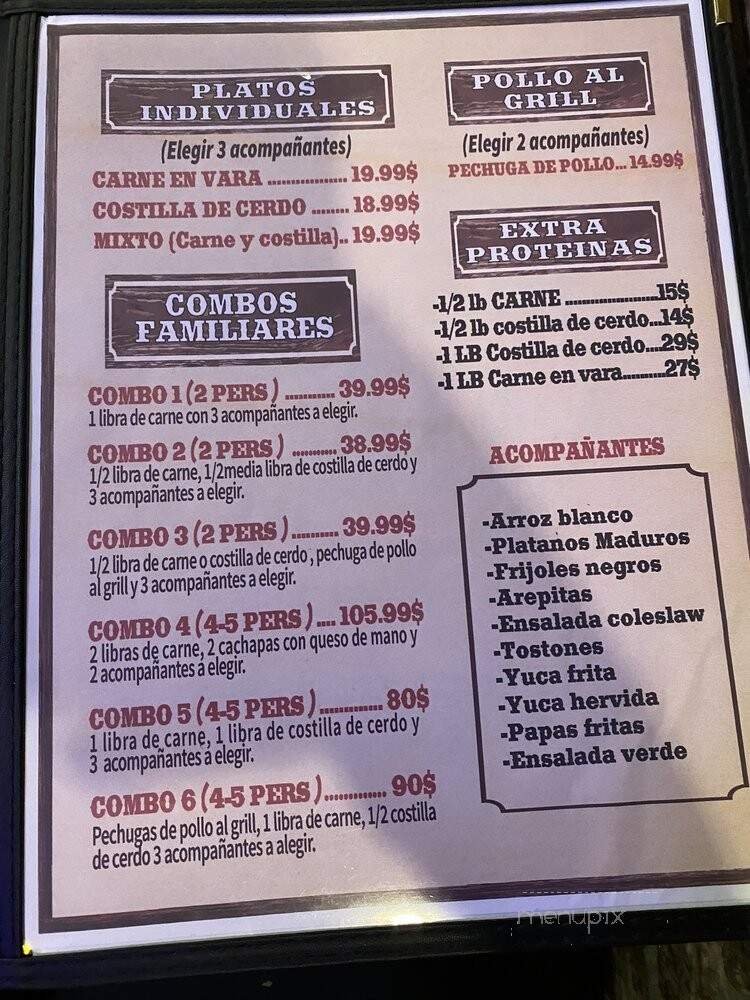 PLATOS
INDIVIDUALES
(Elegir 3 acompañantes)
CARNE EN VARA ................ 19.99$
COSTILLA DE CERDO ........ 18.99$
MIXTO (Carne y costilla).. 19.99$
COMBOS
FAMILIARES
COMBO 1 (2 PERS ) ........... 39.99$
1 libra de carne con 3 acompañantes a elegir.
COMBO 2 (2 PERS ) .......... 38.99$
1/2 libra de carne, 1/2media libra de costilla de cerdo y
3 acompañantes a elegir.
COMBO 3 (2 PERS ).......... 39.99$
1/2 libra de carne o costilla de cerdo , pechuga de pollo
al grill y 3 acompañantes a elegir.
COMBO 4 (4-5 PERS ).... 105.99$
2 libras de carne, 2 cachapas con queso de mano y
2 acompañantes a elegir.
COMBO 5 (4-5 PERS )............. 80$
1 libra de carne, 1 libra de costilla de cerdo y
3 acompañantes a elegir.
COMBO 6 (4-5 PERS )............. 90$
Pechugas de pollo al grill, 1 libra de carne, 1/2 costilla
de cerdo 3 acompañantes a alegir.
POLLO AL
GRILL
(Elegir 2 acompañantes)
PECHUGA DE POLLO... 14.99$
EXTRA
PROTEINAS
-1/2 lb CARNE ......................15$
-1/2 lb costilla de cerdo...14$
-1 LB Costilla de cerdo....29$
-1 LB Carne en vara..........27$
ACOMPAÑANTES
-Arroz blanco
-Platanos Maduros
-Frijoles negros
-Arepitas
-Ensalada coleslaw
-Tostones
-Yuca frita
-Yuca hervida
-Papas fritas
-Ensalada verde
menupix